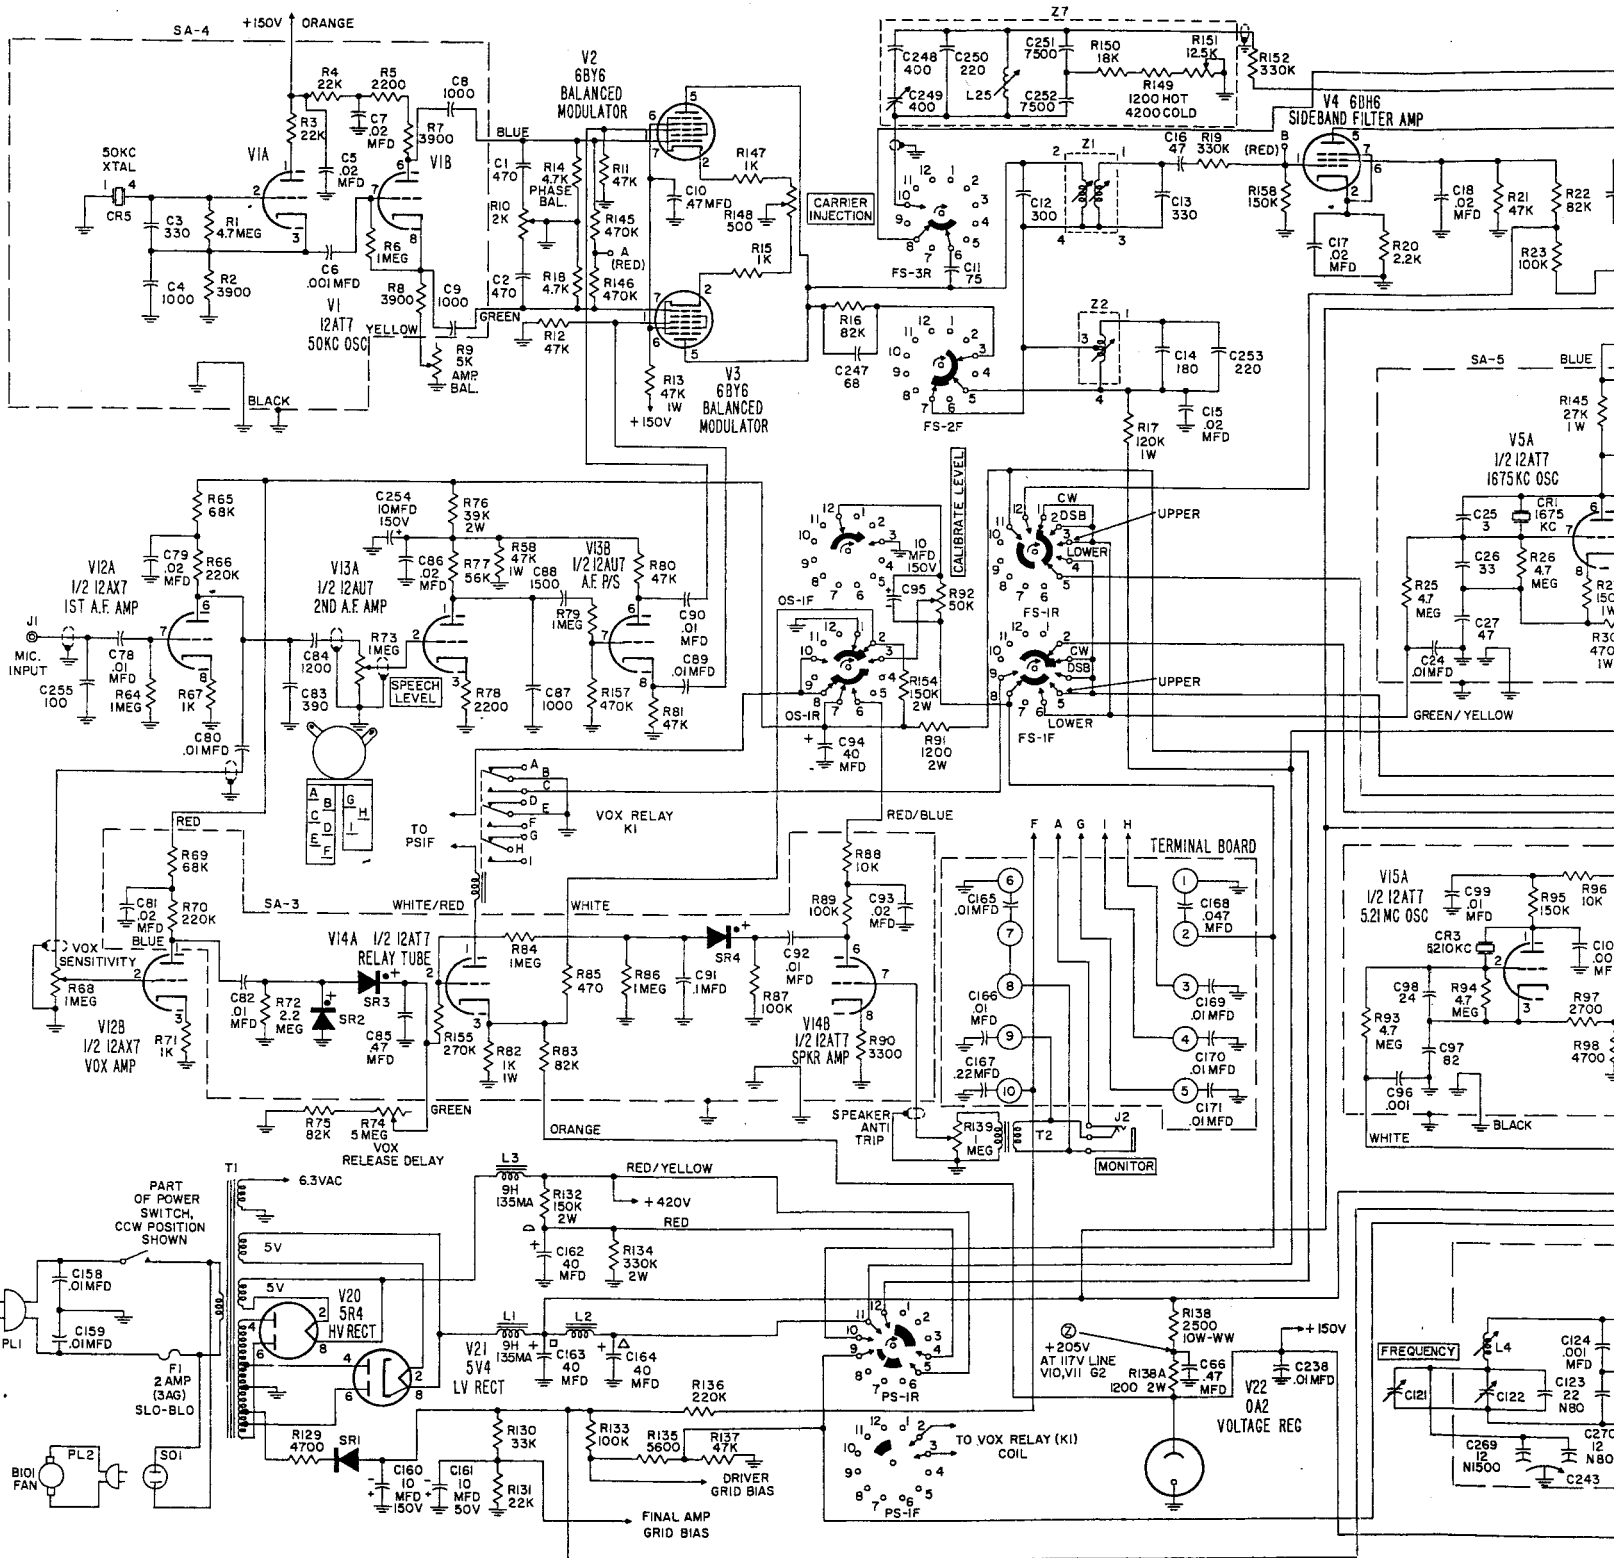 +150V ORANGE
SA-4
R4
22K
R5
2200
C8
1000
R3
22K
C7
.02
MFD
R7
3900
V1A
V1B
C5
.02
MFD
50KC
XTAL
1
4
CR5
C3
330
R1
4.7MEG
R6
1MEG
C6
.001MFD
C4
1000
R2
3900
R8
3900
C9
1000
V1
12AT7
50KC OSC
YELLOW
R9
5K
AMP
BAL.
BLACK
BLUE
GREEN
V2
6BY6
BALANCED
MODULATOR
C1
470
R14
4.7K
PHASE
BAL.
R11
47K
R10
2K
R145
470K
A
(RED)
C2
470
R18
4.7K
R146
470K
R12
47K
C10
.47MFD
R147
1K
R148
500
R15
1K
R13
47K
1W
+150V
V3
6BY6
BALANCED
MODULATOR
CARRIER
INJECTION
Z7
C248
400
C250
220
C251
7500
R150
18K
R151
12.5K
R152
330K
C249
400
L25
C252
7500
R149
1200 HOT
4200 COLD
V4 6BH6
SIDEBAND FILTER AMP
FS-3R
C11
75
C12
300
Z1
C13
330
C16
47
R19
330K
B
(RED)
R158
150K
C17
.02
MFD
R20
2.2K
C18
.02
MFD
R21
47K
R22
82K
R23
100K
R16
82K
C247
68
FS-2F
Z2
C14
180
C253
220
C15
.02
MFD
R17
120K
1W
SA-5
BLUE
R145
27K
1W
V5A
1/2 12AT7
1675KC OSC
C25
3
CR1
1675
KC
C26
33
R26
4.7
MEG
R25
4.7
MEG
C27
47
C24
.01MFD
R30
470
1W
GREEN/YELLOW
R65
68K
C79
.02
MFD
R66
220K
V12A
1/2 12AX7
1ST A.F. AMP
J1
MIC.
INPUT
C255
100
C78
.01
MFD
R64
1MEG
R67
1K
C80
.01MFD
C84
1200
C83
390
R73
1MEG
SPEECH
LEVEL
C254
10MFD
150V
R76
39K
2W
C86
.02
MFD
R77
56K
R58
47K
1W
V13A
1/2 12AU7
2ND A.F. AMP
R78
2200
C88
1500
V13B
1/2 12AU7
A.F. P/S
R79
1MEG
R80
47K
C87
1000
R157
470K
C90
.01
MFD
C89
.01MFD
R81
47K
OS-1F
OS-1R
10
MFD
150V
C95
R92
50K
CALIBRATE LEVEL
R154
150K
2W
C94
40
MFD
R91
1200
2W
CW
DSB
UPPER
LOWER
FS-1R
CW
DSB
UPPER
LOWER
FS-1F
A
B
C
D
E
F
G
H
I
A
B
C
D
E
F
G
H
I
VOX RELAY
K1
TO
PS1F
RED
R69
68K
C81
.02
MFD
R70
220K
BLUE
SA-3
WHITE/RED
WHITE
RED/BLUE
VOX
SENSITIVITY
R68
1MEG
V12B
1/2 12AX7
VOX AMP
R71
1K
C82
.01
MFD
R72
2.2
MEG
SR2
SR3
C85
.47
MFD
V14A 1/2 12AT7
RELAY TUBE
R84
1MEG
R155
270K
R82
1K
1W
R83
82K
R85
470
R86
1MEG
C91
.1MFD
SR4
R87
100K
C92
.01
MFD
R88
10K
R89
100K
C93
.02
MFD
V14B
1/2 12AT7
SPKR AMP
R90
3300
R75
82K
R74
5 MEG
VOX
RELEASE DELAY
GREEN
ORANGE
SPEAKER
ANTI
TRIP
R139
1
MEG
T2
J2
MONITOR
F A G I H
TERMINAL BOARD
C165
.01MFD
C166
.01
MFD
C167
.22MFD
C168
.047
MFD
C169
.01MFD
C170
.01MFD
C171
.01MFD
V15A
1/2 12AT7
5.21MC OSC
C99
.01
MFD
R95
150K
R96
10K
CR3
5210KC
C98
24
R94
4.7
MEG
R93
4.7
MEG
C97
82
C96
.001
R97
2700
R98
4700
WHITE
BLACK
T1
6.3VAC
5V
5V
PART
OF POWER
SWITCH,
CCW POSITION
SHOWN
C158
.01MFD
C159
.01MFD
PL1
F1
2 AMP
(3AG)
SLO-BLO
B101
FAN
PL2
SO1
V20
5R4
HV RECT
V21
5V4
LV RECT
L3
9H
135MA
RED/YELLOW
+420V
RED
R132
150K
2W
C162
40
MFD
R134
330K
2W
L1
9H
135MA
L2
C163
40
MFD
C164
40
MFD
R129
4700
SR1
C160
10
MFD
150V
C161
10
MFD
50V
R130
33K
R131
22K
R133
100K
R136
220K
R135
5600
R137
47K
DRIVER
GRID BIAS
FINAL AMP
GRID BIAS
PS-1R
PS-1F
TO VOX RELAY (K1)
COIL
Z
+205V
AT 117V LINE
V10,V11 G2
R138
2500
10W-WW
R138A
1200 2W
C66
.47
MFD
+150V
C238
.01MFD
V22
OA2
VOLTAGE REG
FREQUENCY
L4
C121
C122
C124
.001
MFD
C123
22
N80
C269
12
N1500
C270
12
N80
C243